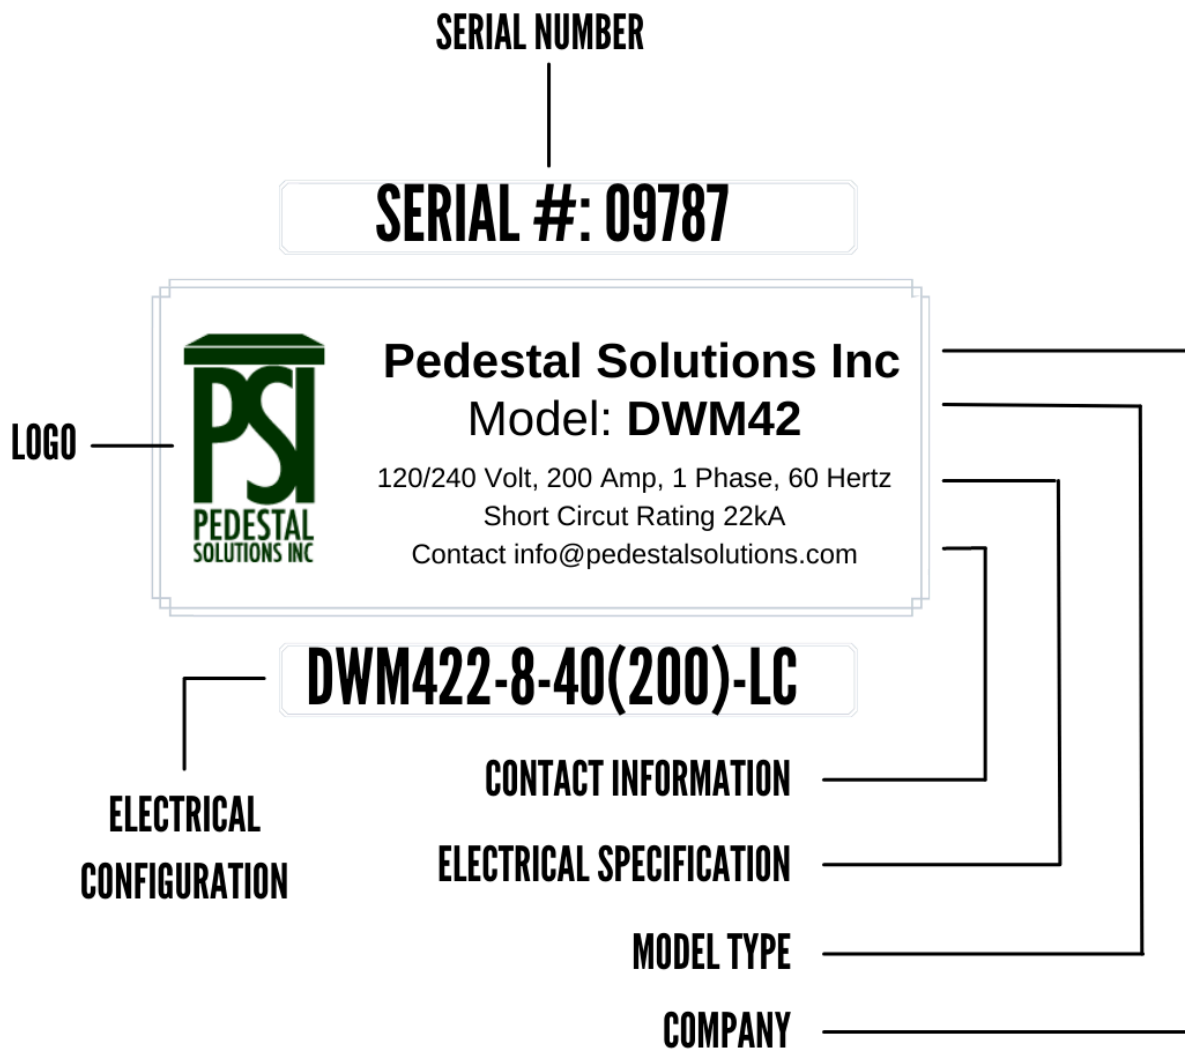 SERIAL NUMBER
SERIAL #: 09787
LOGO
PSI
PEDESTAL
SOLUTIONS INC
Pedestal Solutions Inc
Model: DWM42
120/240 Volt, 200 Amp, 1 Phase, 60 Hertz
Short Circut Rating 22kA
Contact info@pedestalsolutions.com
DWM422-8-40(200)-LC
ELECTRICAL
CONFIGURATION
CONTACT INFORMATION
ELECTRICAL SPECIFICATION
MODEL TYPE
COMPANY